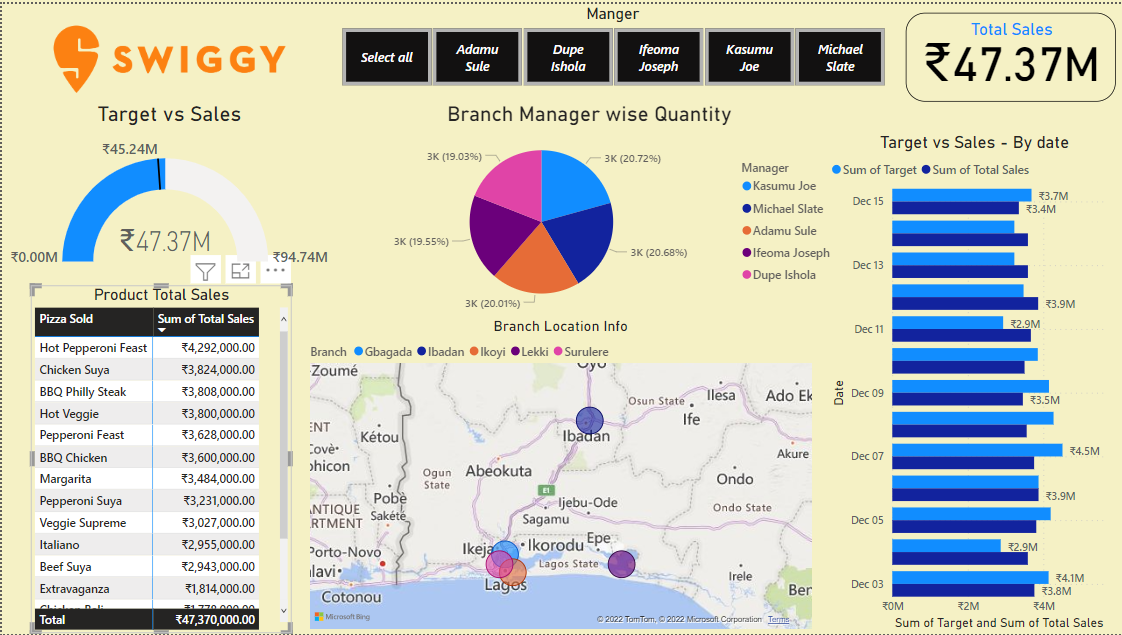 SWIGGY
Manger
Select all
Adamu Sule
Dupe Ishola
Ifeoma Joseph
Kasumu Joe
Michael Slate
Total Sales
₹47.37M
Target vs Sales
₹45.24M
₹47.37M
₹0.00M
₹94.74M
Branch Manager wise Quantity
3K (19.03%)
3K (20.72%)
3K (19.55%)
3K (20.68%)
3K (20.01%)
Manager
Kasumu Joe
Michael Slate
Adamu Sule
Ifeoma Joseph
Dupe Ishola
Product Total Sales
Pizza Sold Sum of Total Sales
Hot Pepperoni Feast ₹4,292,000.00
Chicken Suya ₹3,824,000.00
BBQ Philly Steak ₹3,808,000.00
Hot Veggie ₹3,800,000.00
Pepperoni Feast ₹3,628,000.00
BBQ Chicken ₹3,600,000.00
Margarita ₹3,484,000.00
Pepperoni Suya ₹3,231,000.00
Veggie Supreme ₹3,027,000.00
Italiano ₹2,955,000.00
Beef Suya ₹2,943,000.00
Extravaganza ₹1,814,000.00
Total ₹47,370,000.00
Branch Location Info
Branch Gbagada Ibadan Ikoyi Lekki Surulere
Zoumé
Oyo
Osun State
Ilesa
Ado Ek
Ife
ENT
Kétou
Ibadan
Covè
phicon
Akure
Ogun State
Abeokuta
Ondo
E1
Pobè
Ijebu-Ode
Ondo State
ANTIQUE
RTMENT
Sakété
Sagamu
Porto-Novo
Ikeja
Ikorodu
Epe
Lagos State
alavi
Lagos
Irele
Ben
Cotonou
Microsoft Bing
© 2022 TomTom, © 2022 Microsoft Corporation Terms
Target vs Sales - By date
Sum of Target Sum of Total Sales
Date
Dec 15
₹3.7M
₹3.4M
Dec 13
₹3.9M
Dec 11
₹2.9M
Dec 09
₹3.5M
Dec 07
₹4.5M
₹3.9M
Dec 05
₹2.9M
Dec 03
₹4.1M
₹3.8M
₹0M ₹2M ₹4M
Sum of Target and Sum of Total Sales